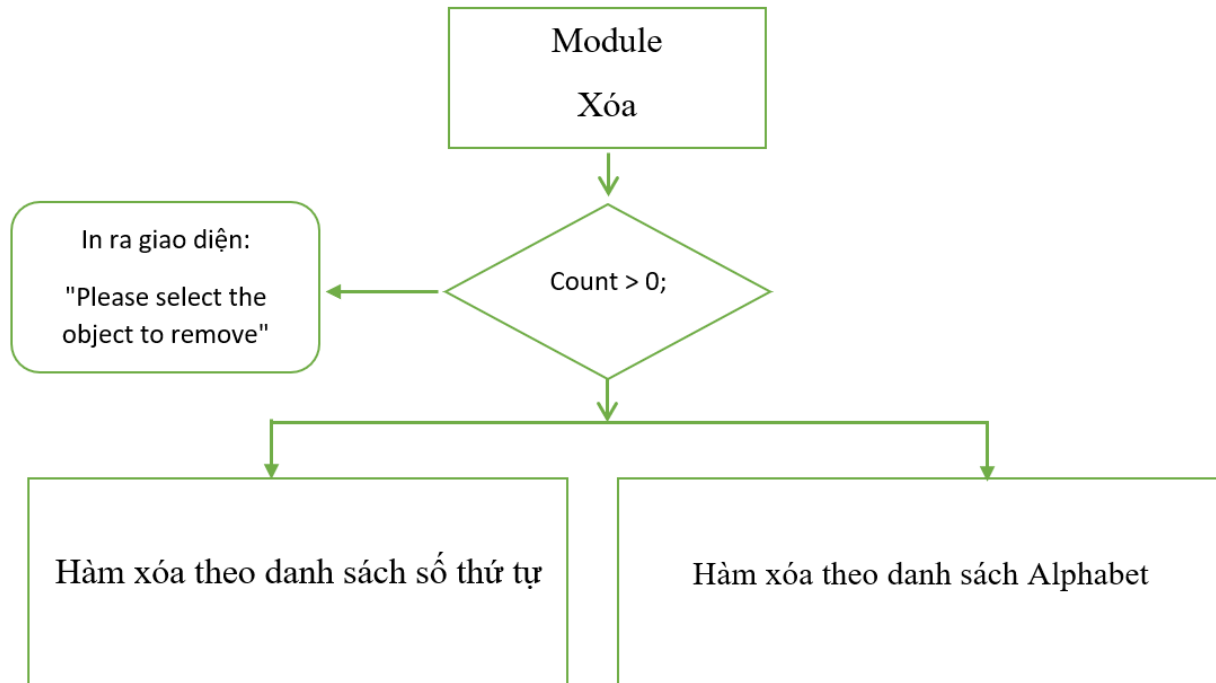 Module
Xóa
In ra giao diện:
"Please select the
object to remove"
Count > 0;
Hàm xóa theo danh sách số thứ tự
Hàm xóa theo danh sách Alphabet